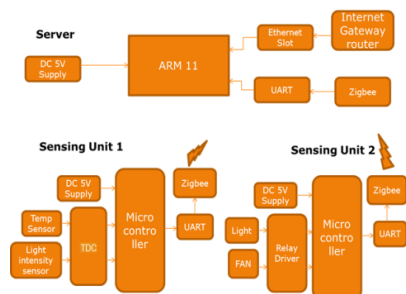 Server
DC 5V
Supply
ARM 11
Ethernet
Slot
Internet
Gateway
router
UART
Zigbee
Sensing Unit 1
DC 5V
Supply
Temp
Sensor
Light
intensity
sensor
TDC
Micro
contro
ller
Zigbee
UART
Sensing Unit 2
DC 5V
Supply
Light
FAN
Relay
Driver
Micro
contro
ller
Zigbee
UART